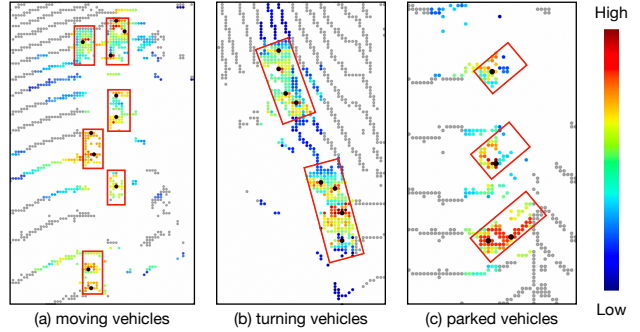 High
Low
(a) moving vehicles
(b) turning vehicles
(c) parked vehicles